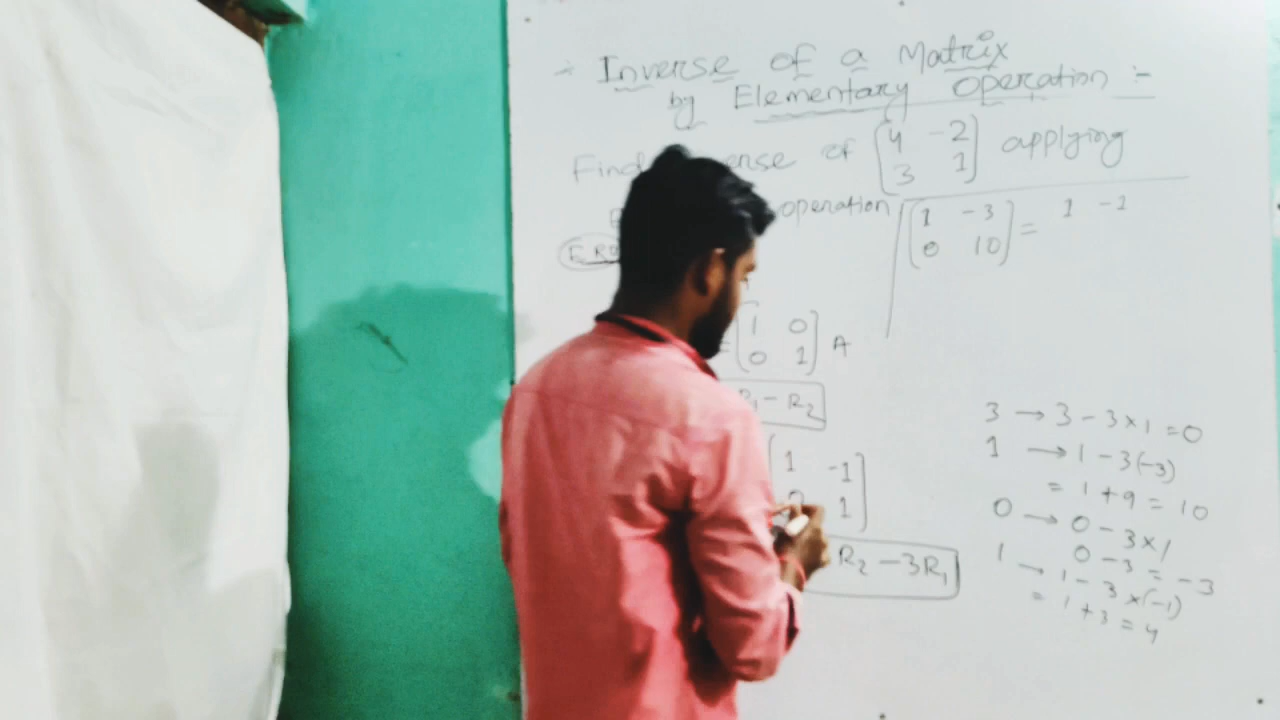 Inverse of a Matrix
by Elementary Operation :-
Find erse of [4 -2] applying
[3 1]
operation
E RO
[1 -3] = 1 -1
[0 10]
= [1 0] A
[0 1]
R1 - R2
[1 -1]
[0 1]
R2 - 3R1
3 → 3 - 3×1 = 0
1 → 1 - 3(-3)
= 1 + 9 = 10
0 → 0 - 3×1
0 - 3 = -3
1 → 1 - 3×(-1)
= 1 + 3 = 4